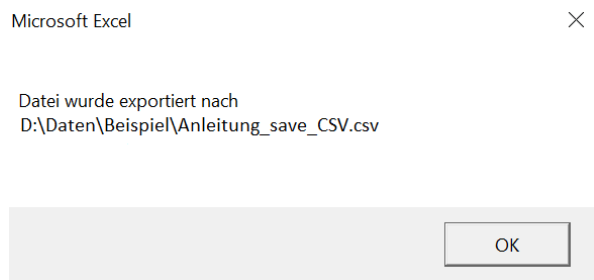 Microsoft Excel
Datei wurde exportiert nach
D:\Daten\Beispiel\Anleitung_save_CSV.csv
OK